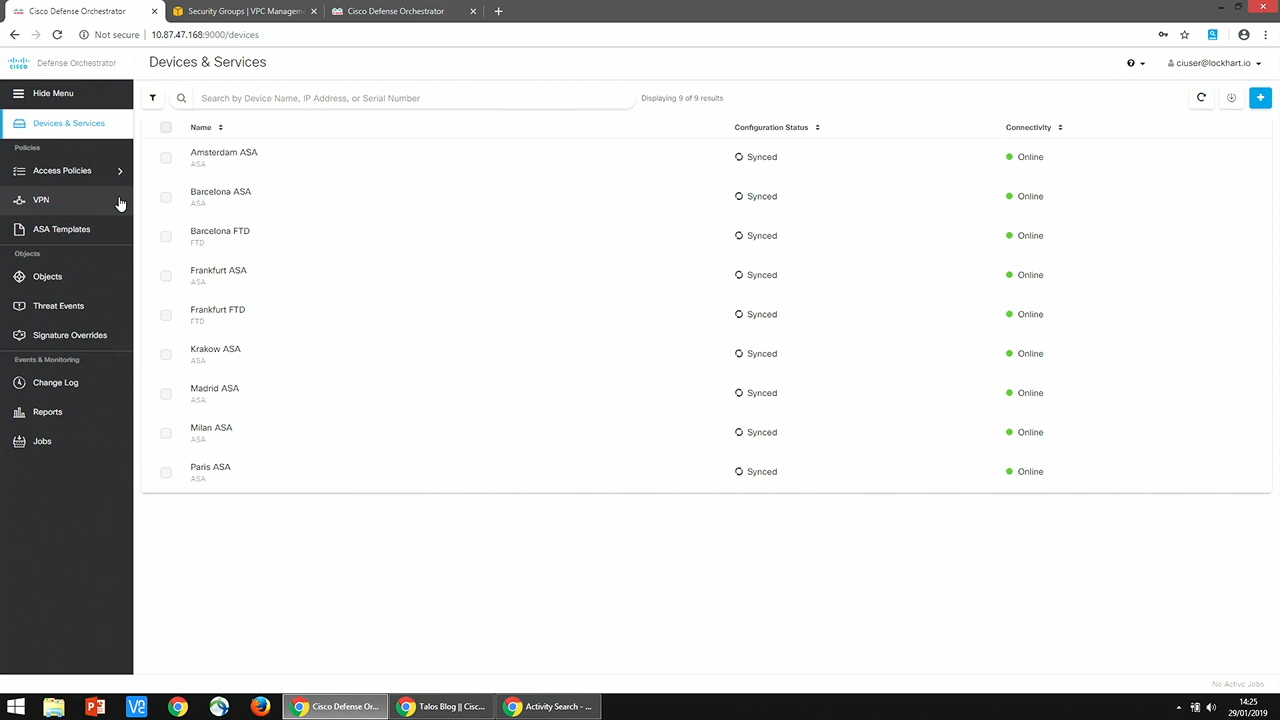 Cisco Defense Orchestrator
Security Groups | VPC Managem
Cisco Defense Orchestrator
Not secure
10.87.47.168:9000/devices
CISCO
Defense Orchestrator
Devices & Services
ciuser@lockhart.io
Hide Menu
Search by Device Name, IP Address, or Serial Number
Displaying 9 of 9 results
Devices & Services
Name
Configuration Status
Connectivity
Policies
Access Policies
VPN
ASA Templates
Objects
Objects
Threat Events
Signature Overrides
Events & Monitoring
Change Log
Reports
Jobs
Amsterdam ASA
ASA
Synced
Online
Barcelona ASA
ASA
Synced
Online
Barcelona FTD
FTD
Synced
Online
Frankfurt ASA
ASA
Synced
Online
Frankfurt FTD
FTD
Synced
Online
Krakow ASA
ASA
Synced
Online
Madrid ASA
ASA
Synced
Online
Milan ASA
ASA
Synced
Online
Paris ASA
ASA
Synced
Online
No Active Jobs
Cisco Defense Or...
Talos Blog || Cisc...
Activity Search - ...
14:25
29/01/2019